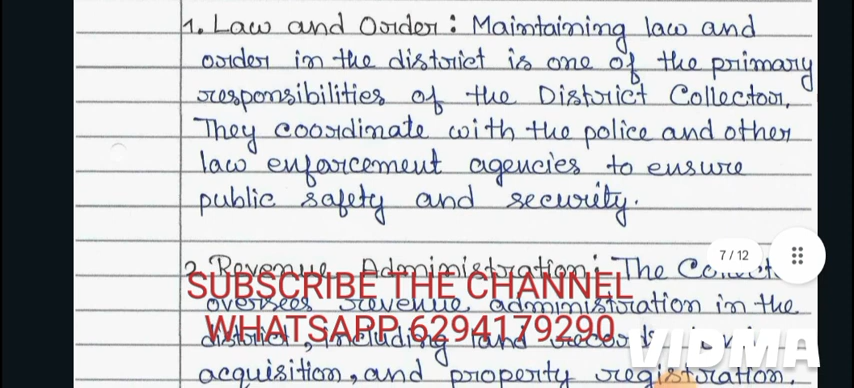 1. Law and Order : Maintaining law and
order in the district is one of the primary
responsibilities of the District Collector.
They coordinate with the police and other
law enforcement agencies to ensure
public safety and security.
7 / 12
2. Revenue Administration : The
SUBSCRIBE THE CHANNEL
oversees revenue administration in the
WHATSAPP 6294179290
district, including land records
VIDMA
acquisition, and property registration.